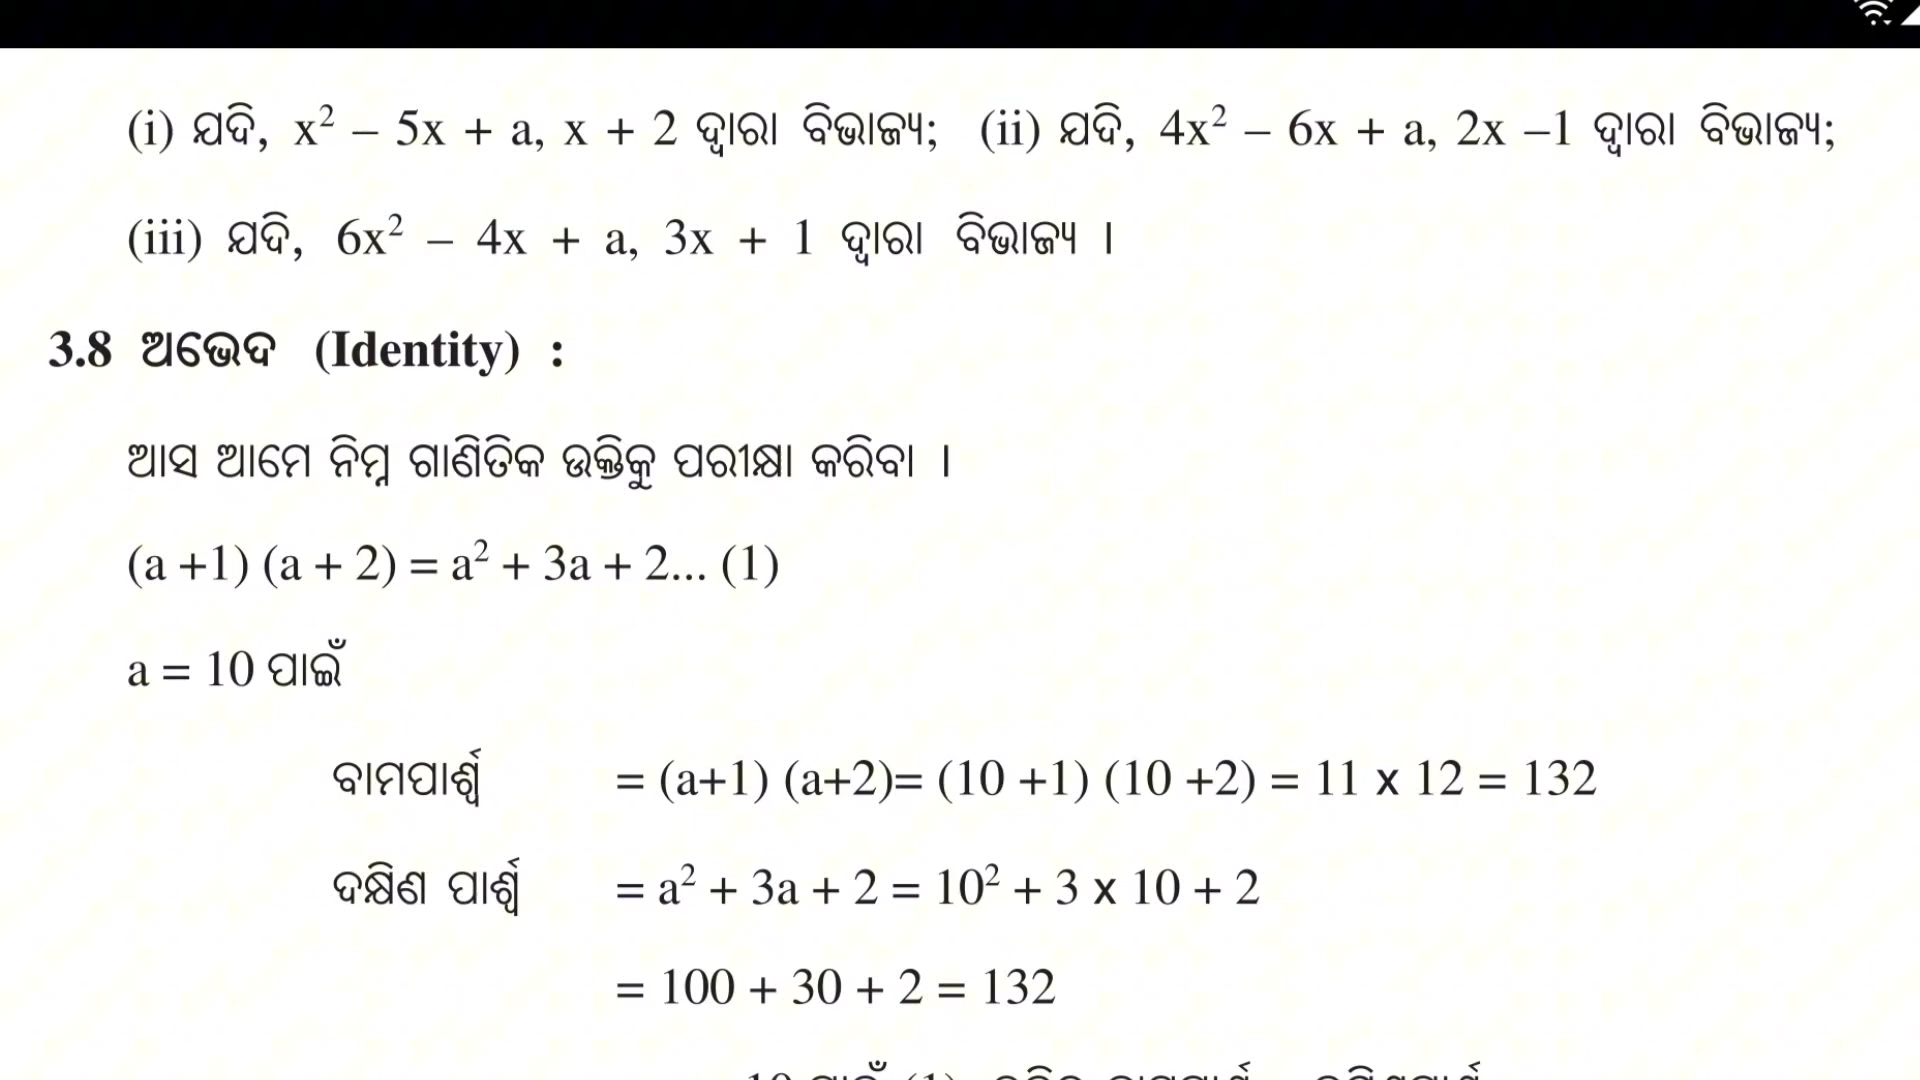 (i) ଯଦି, x² – 5x + a, x + 2 ଦ୍ୱାରା ବିଭାଜ୍ୟ; (ii) ଯଦି, 4x² – 6x + a, 2x –1 ଦ୍ୱାରା ବିଭାଜ୍ୟ;
(iii) ଯଦି, 6x² – 4x + a, 3x + 1 ଦ୍ୱାରା ବିଭାଜ୍ୟ ।
3.8 ଅଭେଦ (Identity) :
ଆସ ଆମେ ନିମ୍ନ ଗାଣିତିକ ଉକ୍ତିକୁ ପରୀକ୍ଷା କରିବା ।
(a +1) (a + 2) = a² + 3a + 2... (1)
a = 10 ପାଇଁ
ବାମପାର୍ଶ୍ୱ = (a+1) (a+2)= (10 +1) (10 +2) = 11 x 12 = 132
ଦକ୍ଷିଣ ପାର୍ଶ୍ୱ = a² + 3a + 2 = 10² + 3 x 10 + 2
= 100 + 30 + 2 = 132